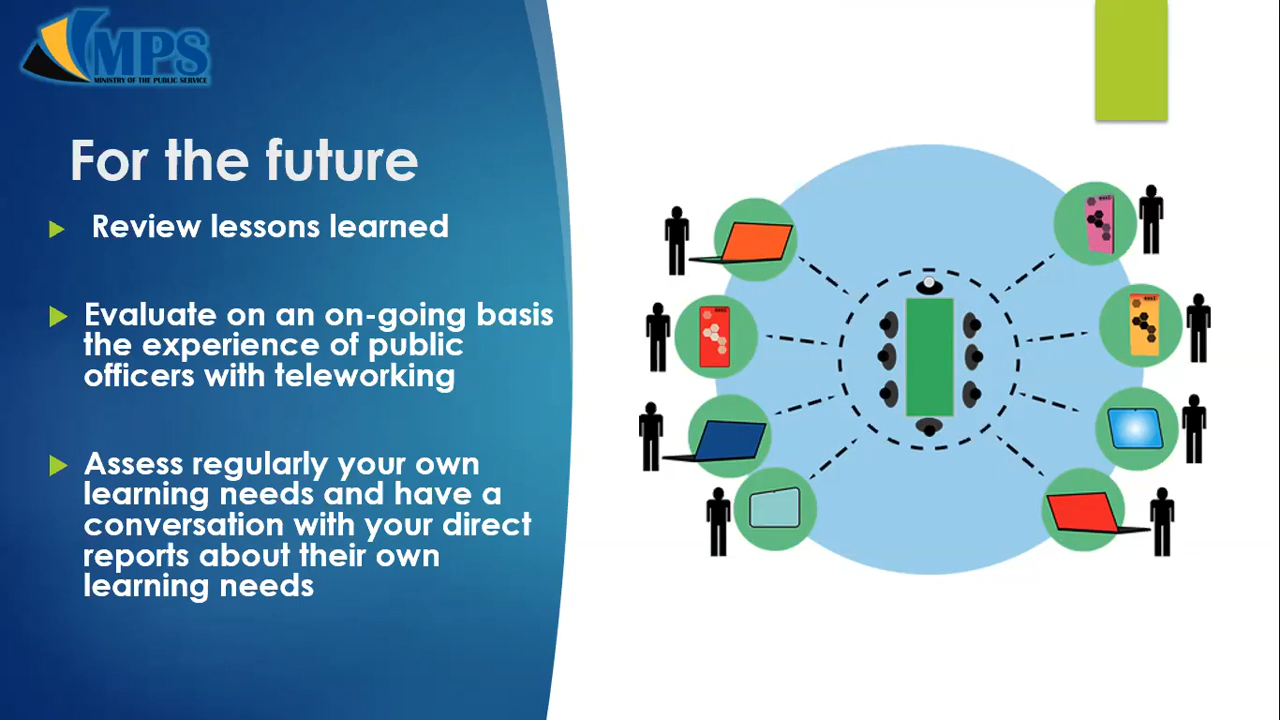 MPS
MINISTRY OF THE PUBLIC SERVICE
For the future
Review lessons learned
Evaluate on an on-going basis
the experience of public
officers with teleworking
Assess regularly your own
learning needs and have a
conversation with your direct
reports about their own
learning needs